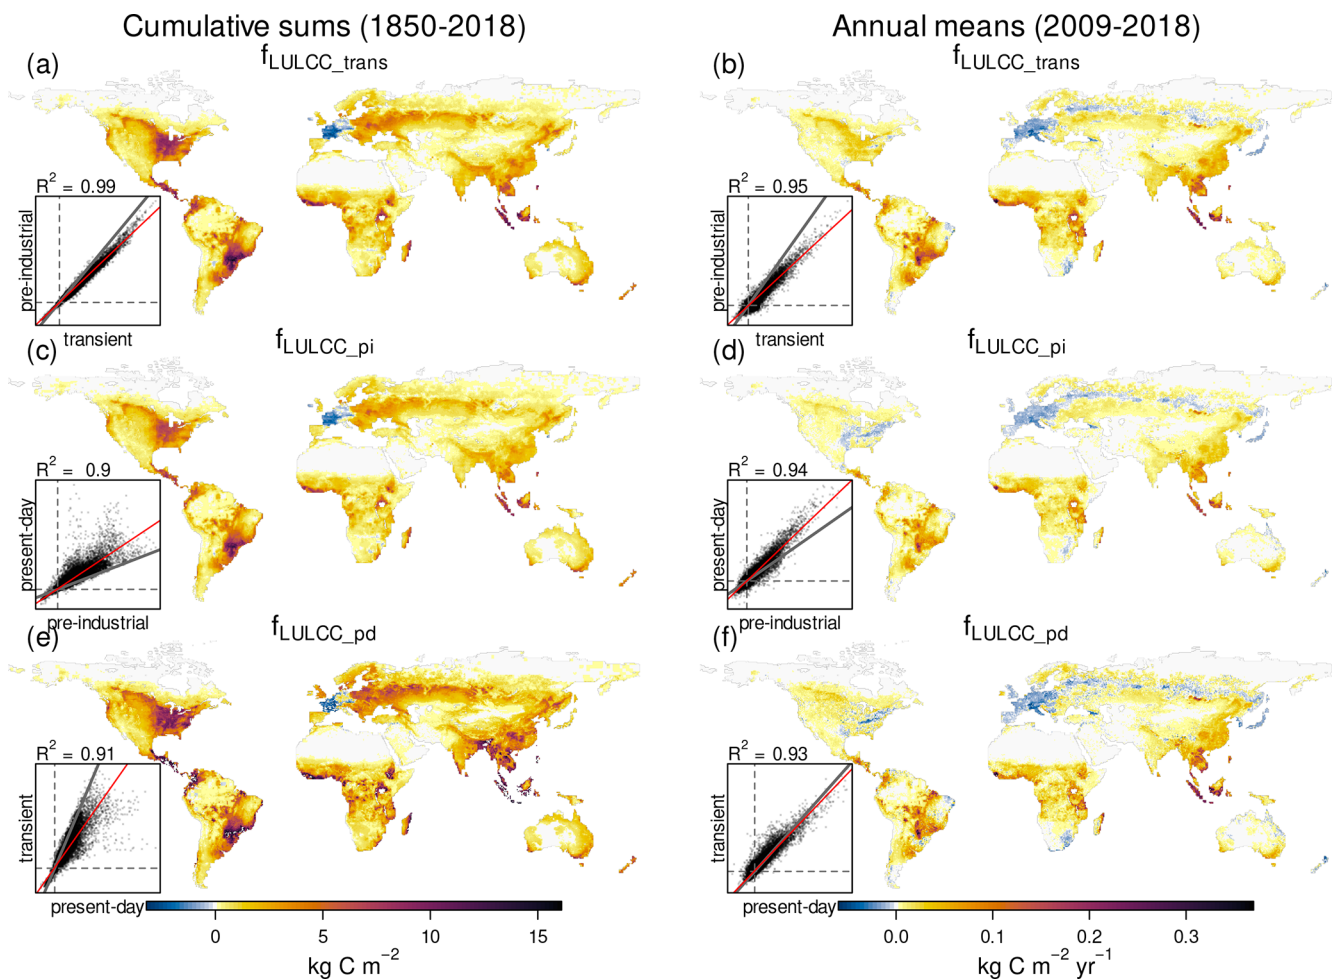 Cumulative sums (1850-2018)
Annual means (2009-2018)
(a)
fLULCC_trans
R2 = 0.99
pre-industrial
transient
(b)
fLULCC_trans
R2 = 0.95
pre-industrial
transient
(c)
fLULCC_pi
R2 = 0.9
present-day
pre-industrial
(d)
fLULCC_pi
R2 = 0.94
present-day
pre-industrial
(e)
fLULCC_pd
R2 = 0.91
transient
present-day
(f)
fLULCC_pd
R2 = 0.93
transient
present-day
0 5 10 15
kg C m−2
0.0 0.1 0.2 0.3
kg C m−2 yr−1